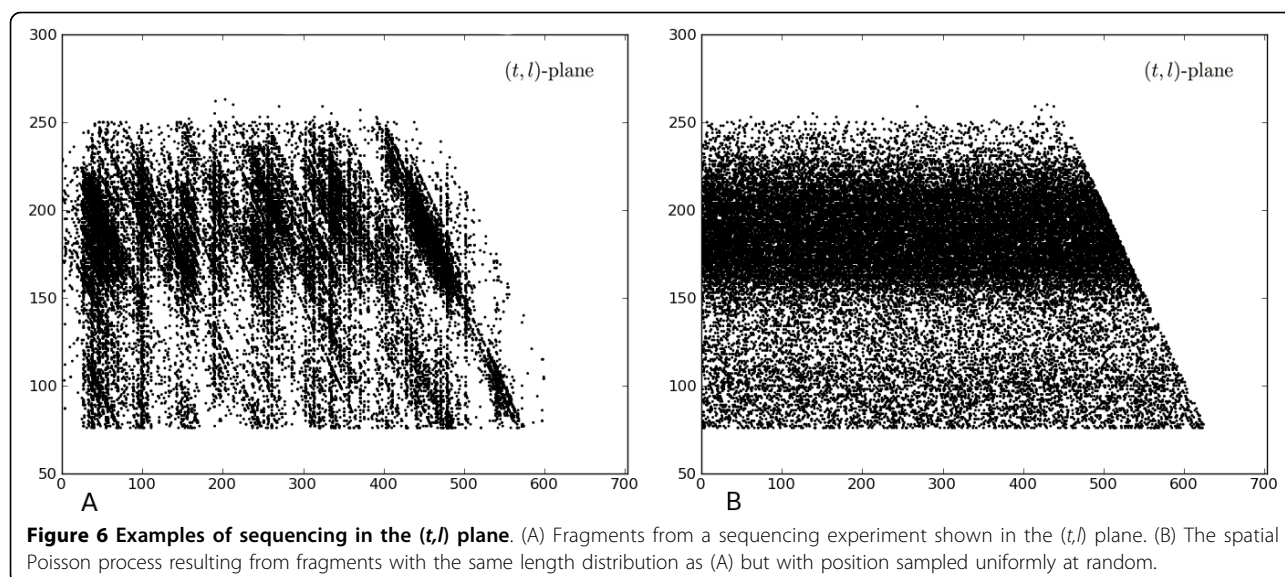 300
250
200
150
100
50
0 100 200 300 400 500 600 700
(t, l)-plane
A
300
250
200
150
100
50
0 100 200 300 400 500 600 700
(t, l)-plane
B
Figure 6 Examples of sequencing in the (t,l) plane. (A) Fragments from a sequencing experiment shown in the (t,l) plane. (B) The spatial
Poisson process resulting from fragments with the same length distribution as (A) but with position sampled uniformly at random.